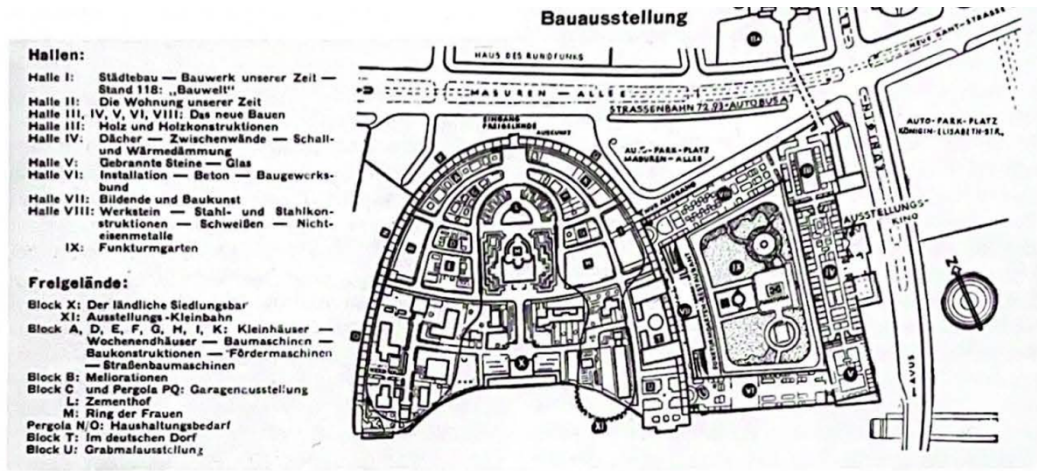 Bauausstellung
Hallen:
Halle I: Städtebau — Bauwerk unserer Zeit —
Stand 118: „Bauwelt"
Halle II: Die Wohnung unserer Zeit
Halle III, IV, V, VI, VIII: Das neue Bauen
Halle III: Holz und Holzkonstruktionen
Halle IV: Dächer — Zwischenwände — Schall-
und Wärmedämmung
Halle V: Gebrannte Steine — Glas
Halle VI: Installation — Beton — Baugewerks-
bund
Halle VII: Bildende und Baukunst
Halle VIII: Werkstein — Stahl- und Stahlkon-
struktionen — Schweißen — Nicht-
eisenmetalle
IX: Funkturmgarten
Freigelände:
Block X: Der ländliche Siedlungsbar
XI: Ausstellungs-Kleinbahn
Block A, D, E, F, G, H, I, K: Kleinhäuser —
Wochenendhäuser — Baumaschinen —
Baukonstruktionen — Fördermaschinen
— Straßenbaumaschinen
Block B: Meliorationen
Block C und Pergola PQ: Garagenausstellung
L: Zementhof
M: Ring der Frauen
Pergola N/O: Haushaltungsbedarf
Block T: Im deutschen Dorf
Block U: Grabmalausstellung
HAUS DES RUNDFUNKS
MASUREN-ALLEE
STRASSENBAHN 72,93-AUTOBUS A7
EINGANG
FREIGELÄNDE
AUSKUNFT
AUTO-PARK-PLATZ
MASUREN-ALLEE
AUTO-PARK-PLATZ
KÖNIGIN-ELISABETH-STR.
NUR AUSGANG
AUSSTELLUNGS-
KINO
AVUS
N